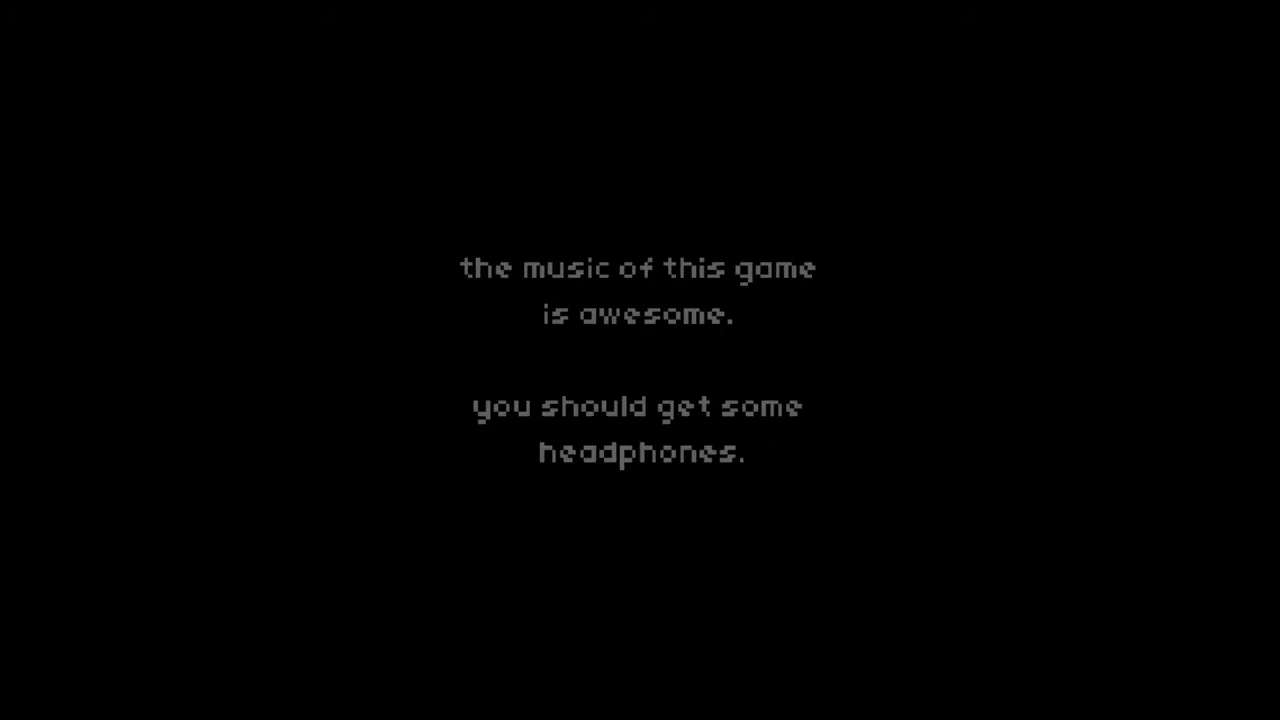 the music of this game
is awesome.
you should get some
headphones.